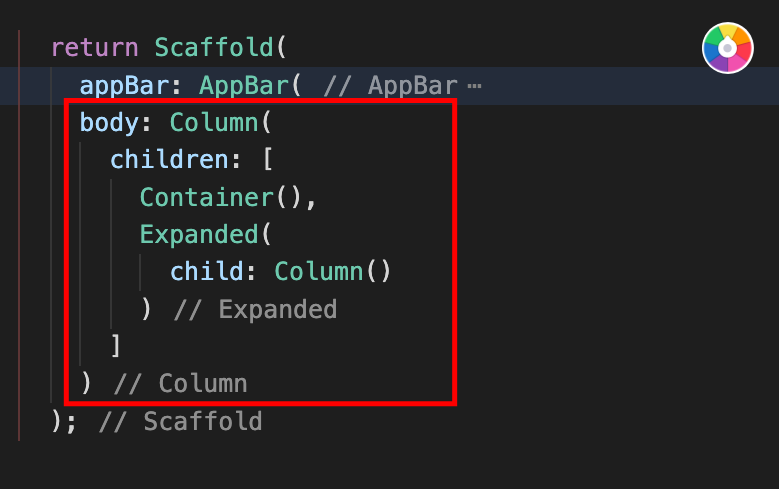 return Scaffold(
appBar: AppBar( // AppBar ⋯
body: Column(
children: [
Container(),
Expanded(
child: Column()
) // Expanded
]
) // Column
); // Scaffold